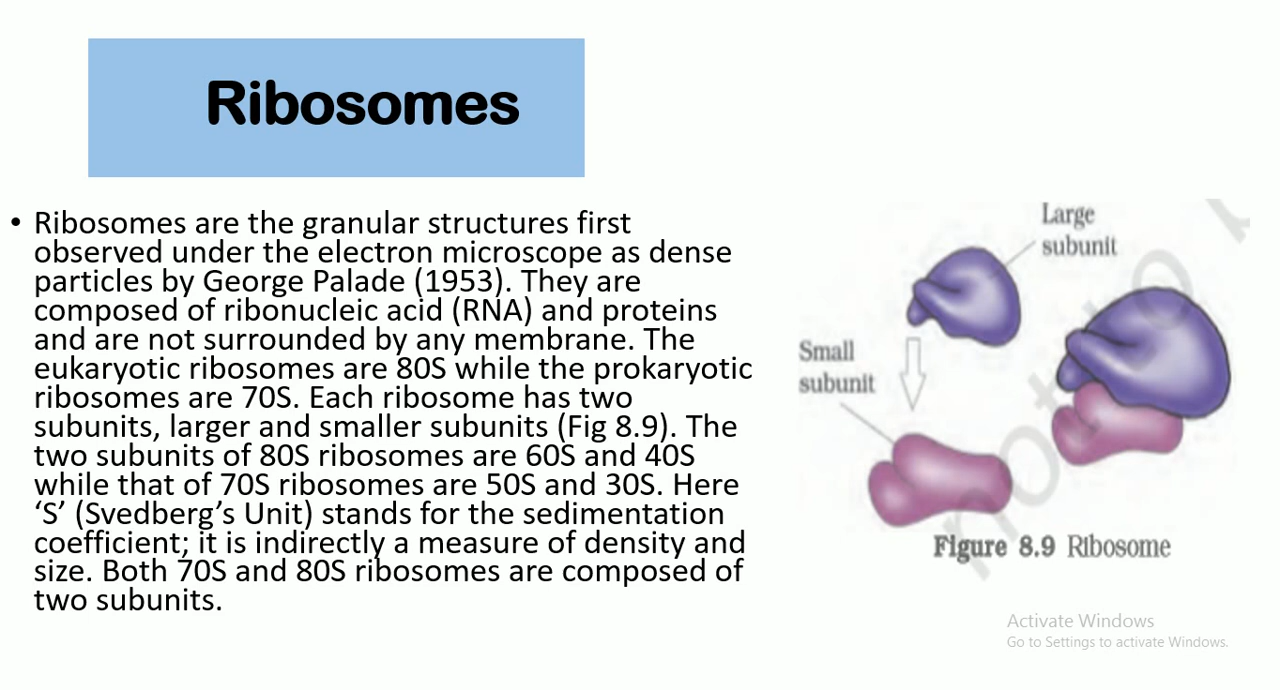 Ribosomes
• Ribosomes are the granular structures first
observed under the electron microscope as dense
particles by George Palade (1953). They are
composed of ribonucleic acid (RNA) and proteins
and are not surrounded by any membrane. The
eukaryotic ribosomes are 80S while the prokaryotic
ribosomes are 70S. Each ribosome has two
subunits, larger and smaller subunits (Fig 8.9). The
two subunits of 80S ribosomes are 60S and 40S
while that of 70S ribosomes are 50S and 30S. Here
‘S’ (Svedberg’s Unit) stands for the sedimentation
coefficient; it is indirectly a measure of density and
size. Both 70S and 80S ribosomes are composed of
two subunits.
Large
subunit
Small
subunit
Figure 8.9 Ribosome
not to
Activate Windows
Go to Settings to activate Windows.